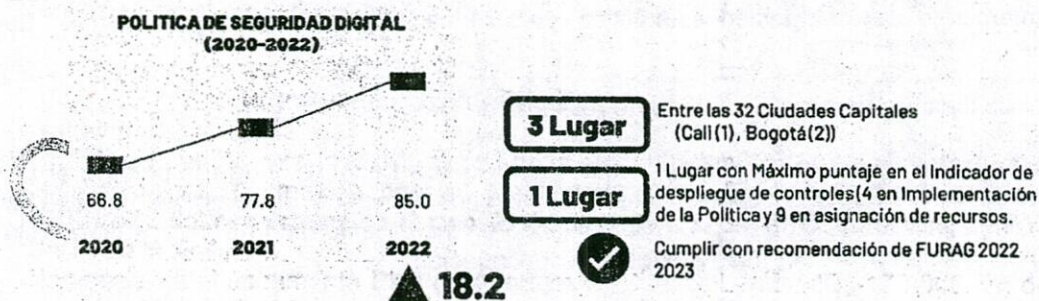 POLITICA DE SEGURIDAD DIGITAL
(2020-2022)
66.8
77.8
85.0
2020
2021
2022
18.2
3 Lugar
Entre las 32 Ciudades Capitales
(Cali (1), Bogotá(2))
1 Lugar
1 Lugar con Máximo puntaje en el Indicador de
despliegue de controles(4 en Implementación
de la Política y 9 en asignación de recursos.
Cumplir con recomendación de FURAG 2022
2023